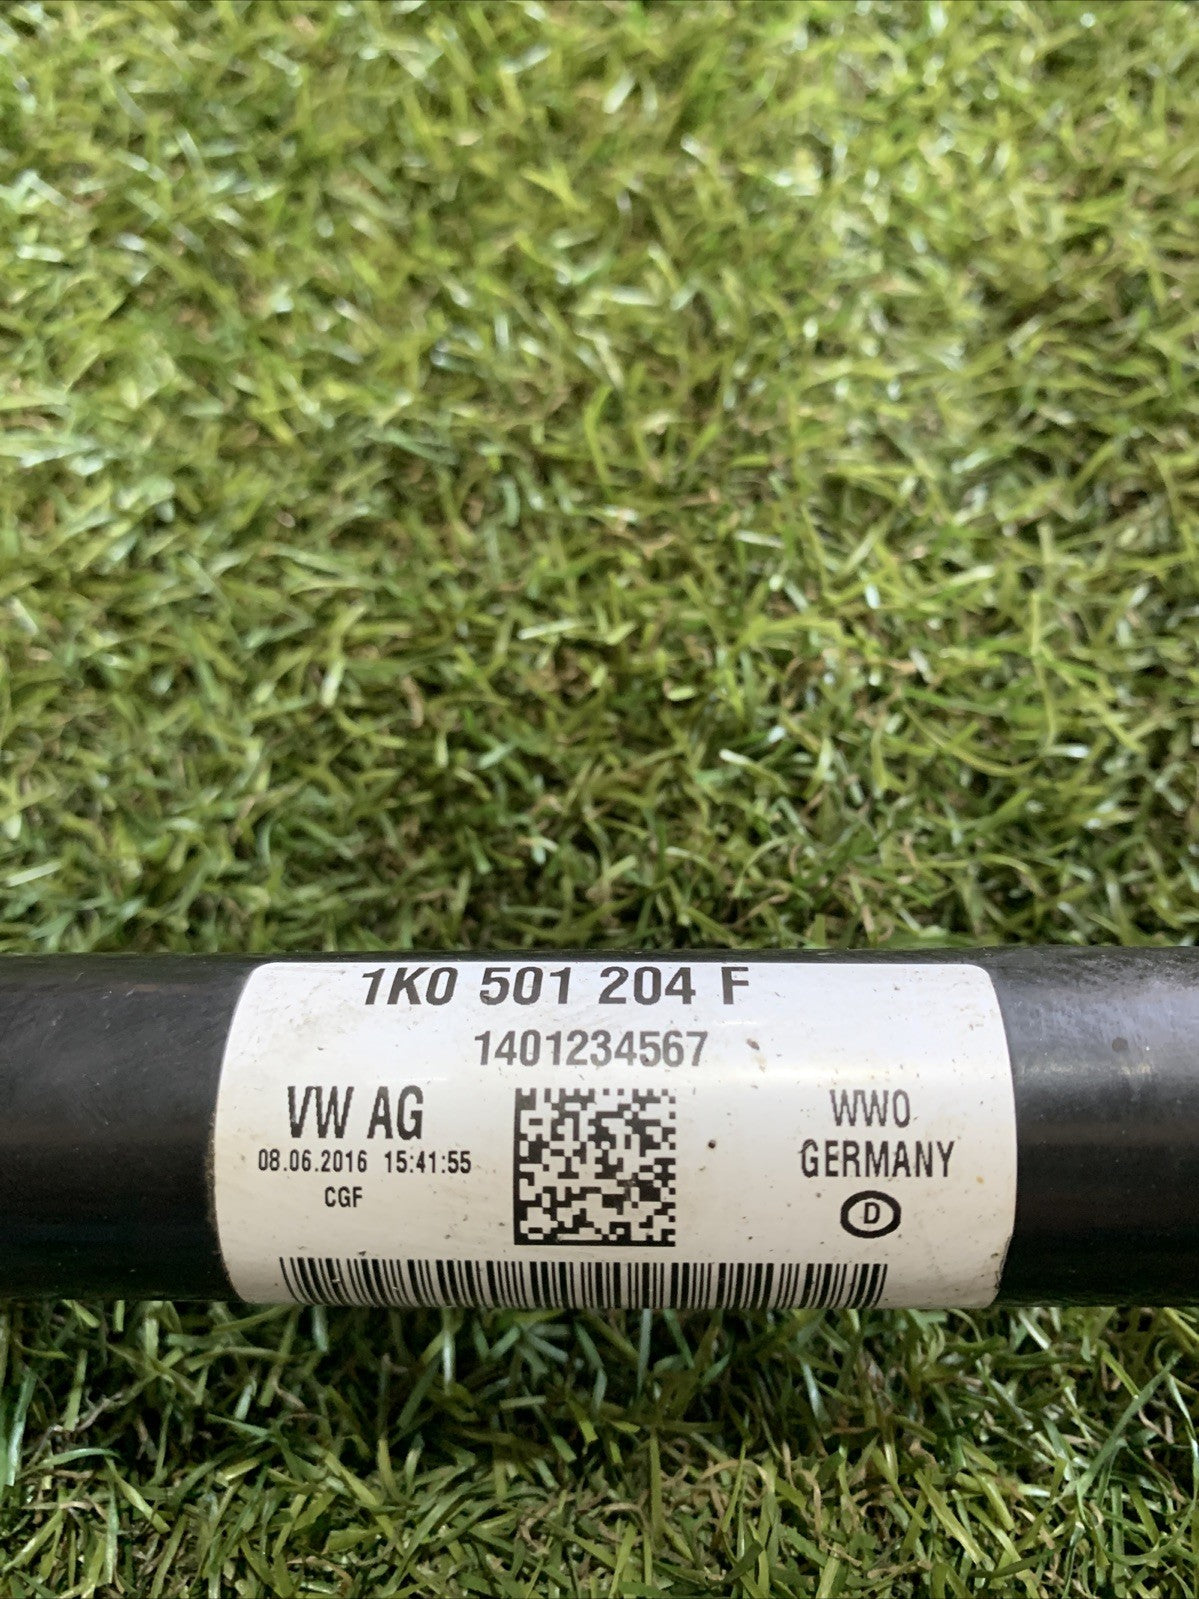 1K0 501 204 F
1401234567
VW AG
08.06.2016 15:41:55
CGF
WWO
GERMANY
D